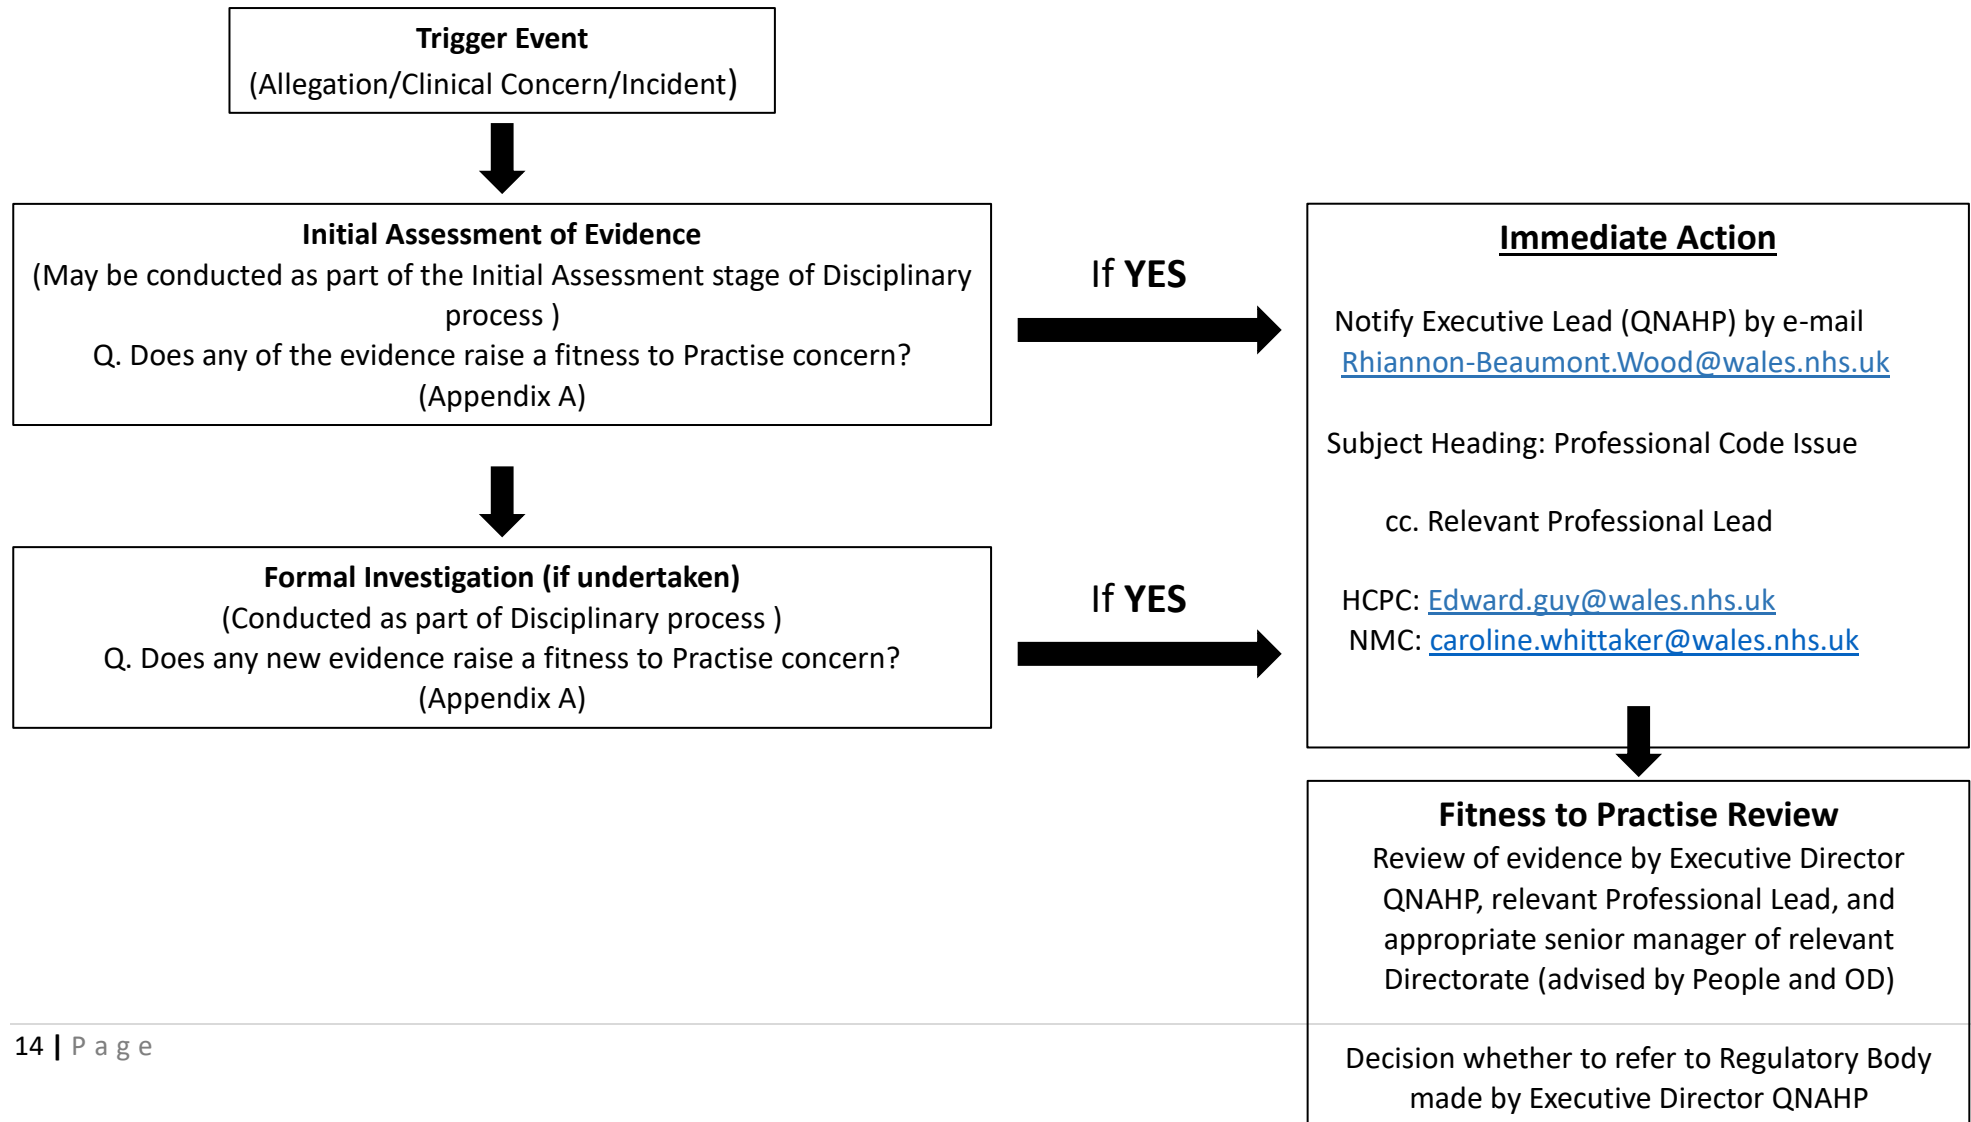 Trigger Event
(Allegation/Clinical Concern/Incident)
Initial Assessment of Evidence
(May be conducted as part of the Initial Assessment stage of Disciplinary
process )
Q. Does any of the evidence raise a fitness to Practise concern?
(Appendix A)
If YES
Formal Investigation (if undertaken)
(Conducted as part of Disciplinary process )
Q. Does any new evidence raise a fitness to Practise concern?
(Appendix A)
If YES
Immediate Action
Notify Executive Lead (QNAHP) by e-mail
Rhiannon-Beaumont.Wood@wales.nhs.uk
Subject Heading: Professional Code Issue
cc. Relevant Professional Lead
HCPC: Edward.guy@wales.nhs.uk
NMC: caroline.whittaker@wales.nhs.uk
Fitness to Practise Review
Review of evidence by Executive Director
QNAHP, relevant Professional Lead, and
appropriate senior manager of relevant
Directorate (advised by People and OD)
Decision whether to refer to Regulatory Body
made by Executive Director QNAHP
14 | P a g e